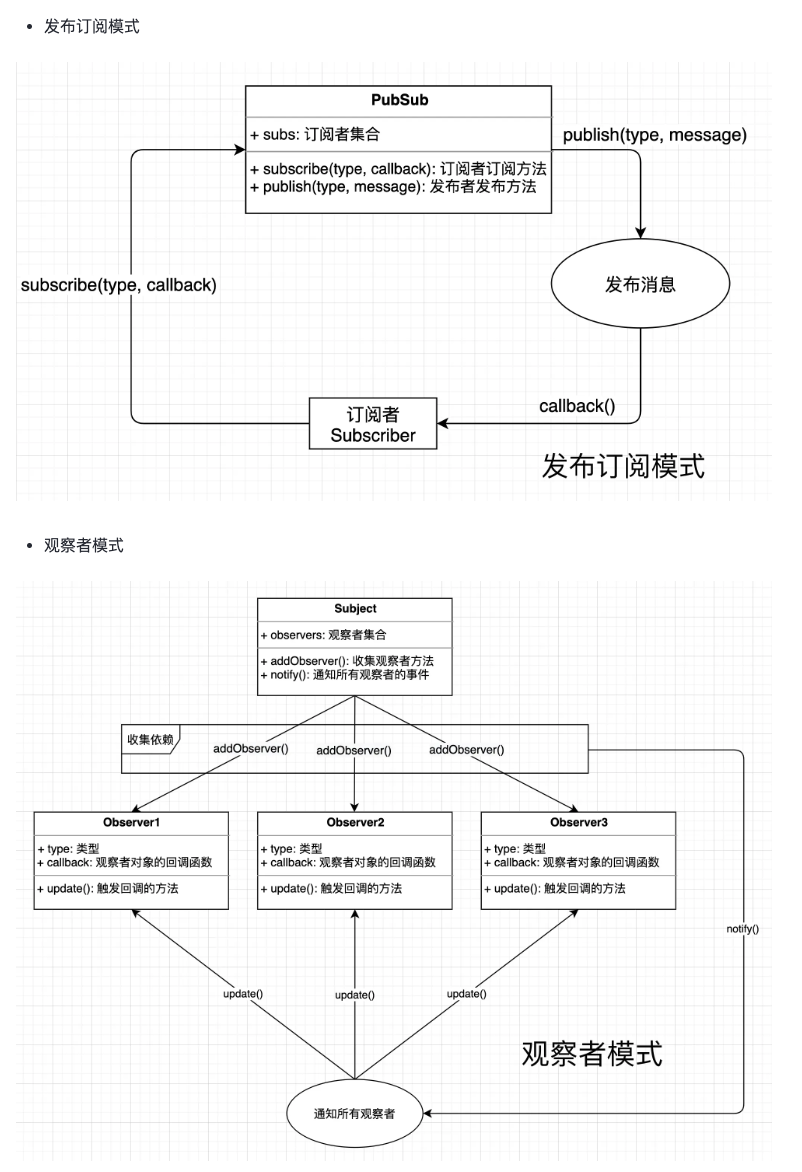 发布订阅模式
PubSub
+ subs: 订阅者集合
publish(type, message)
+ subscribe(type, callback): 订阅者订阅方法
+ publish(type, message): 发布者发布方法
subscribe(type, callback)
发布消息
callback()
订阅者
Subscriber
发布订阅模式
观察者模式
Subject
+ observers: 观察者集合
+ addObserver(): 收集观察者方法
+ notify(): 通知所有观察者的事件
收集依赖
addObserver()
addObserver()
addObserver()
Observer1
+ type: 类型
+ callback: 观察者对象的回调函数
+ update(): 触发回调的方法
Observer2
+ type: 类型
+ callback: 观察者对象的回调函数
+ update(): 触发回调的方法
Observer3
+ type: 类型
+ callback: 观察者对象的回调函数
+ update(): 触发回调的方法
notify()
update()
update()
update()
观察者模式
通知所有观察者